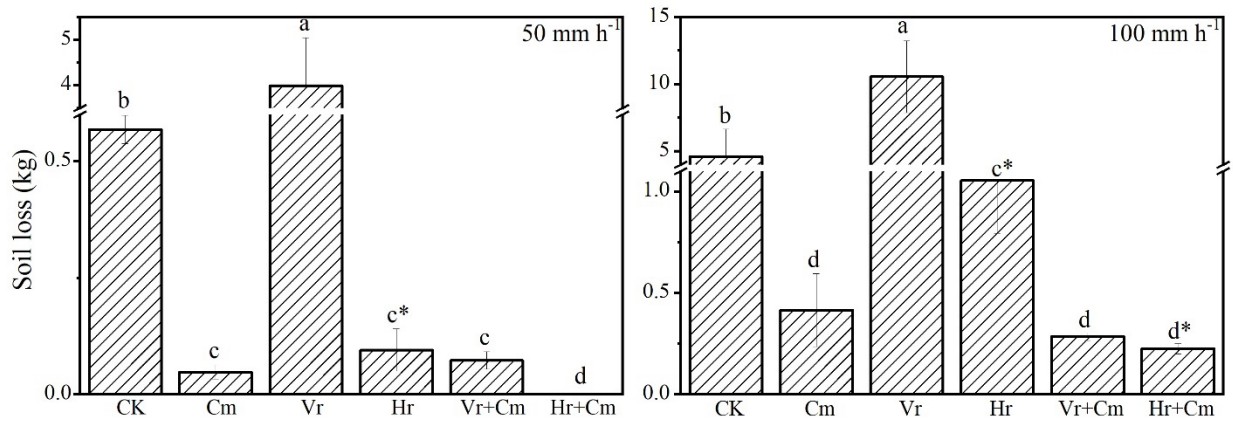 50 mm h⁻¹
5
4
0.5
0.0
Soil loss (kg)
b
c
a
c*
c
d
CK Cm Vr Hr Vr+Cm Hr+Cm
100 mm h⁻¹
15
10
5
1.0
0.5
0.0
b
d
a
c*
d
d*
CK Cm Vr Hr Vr+Cm Hr+Cm